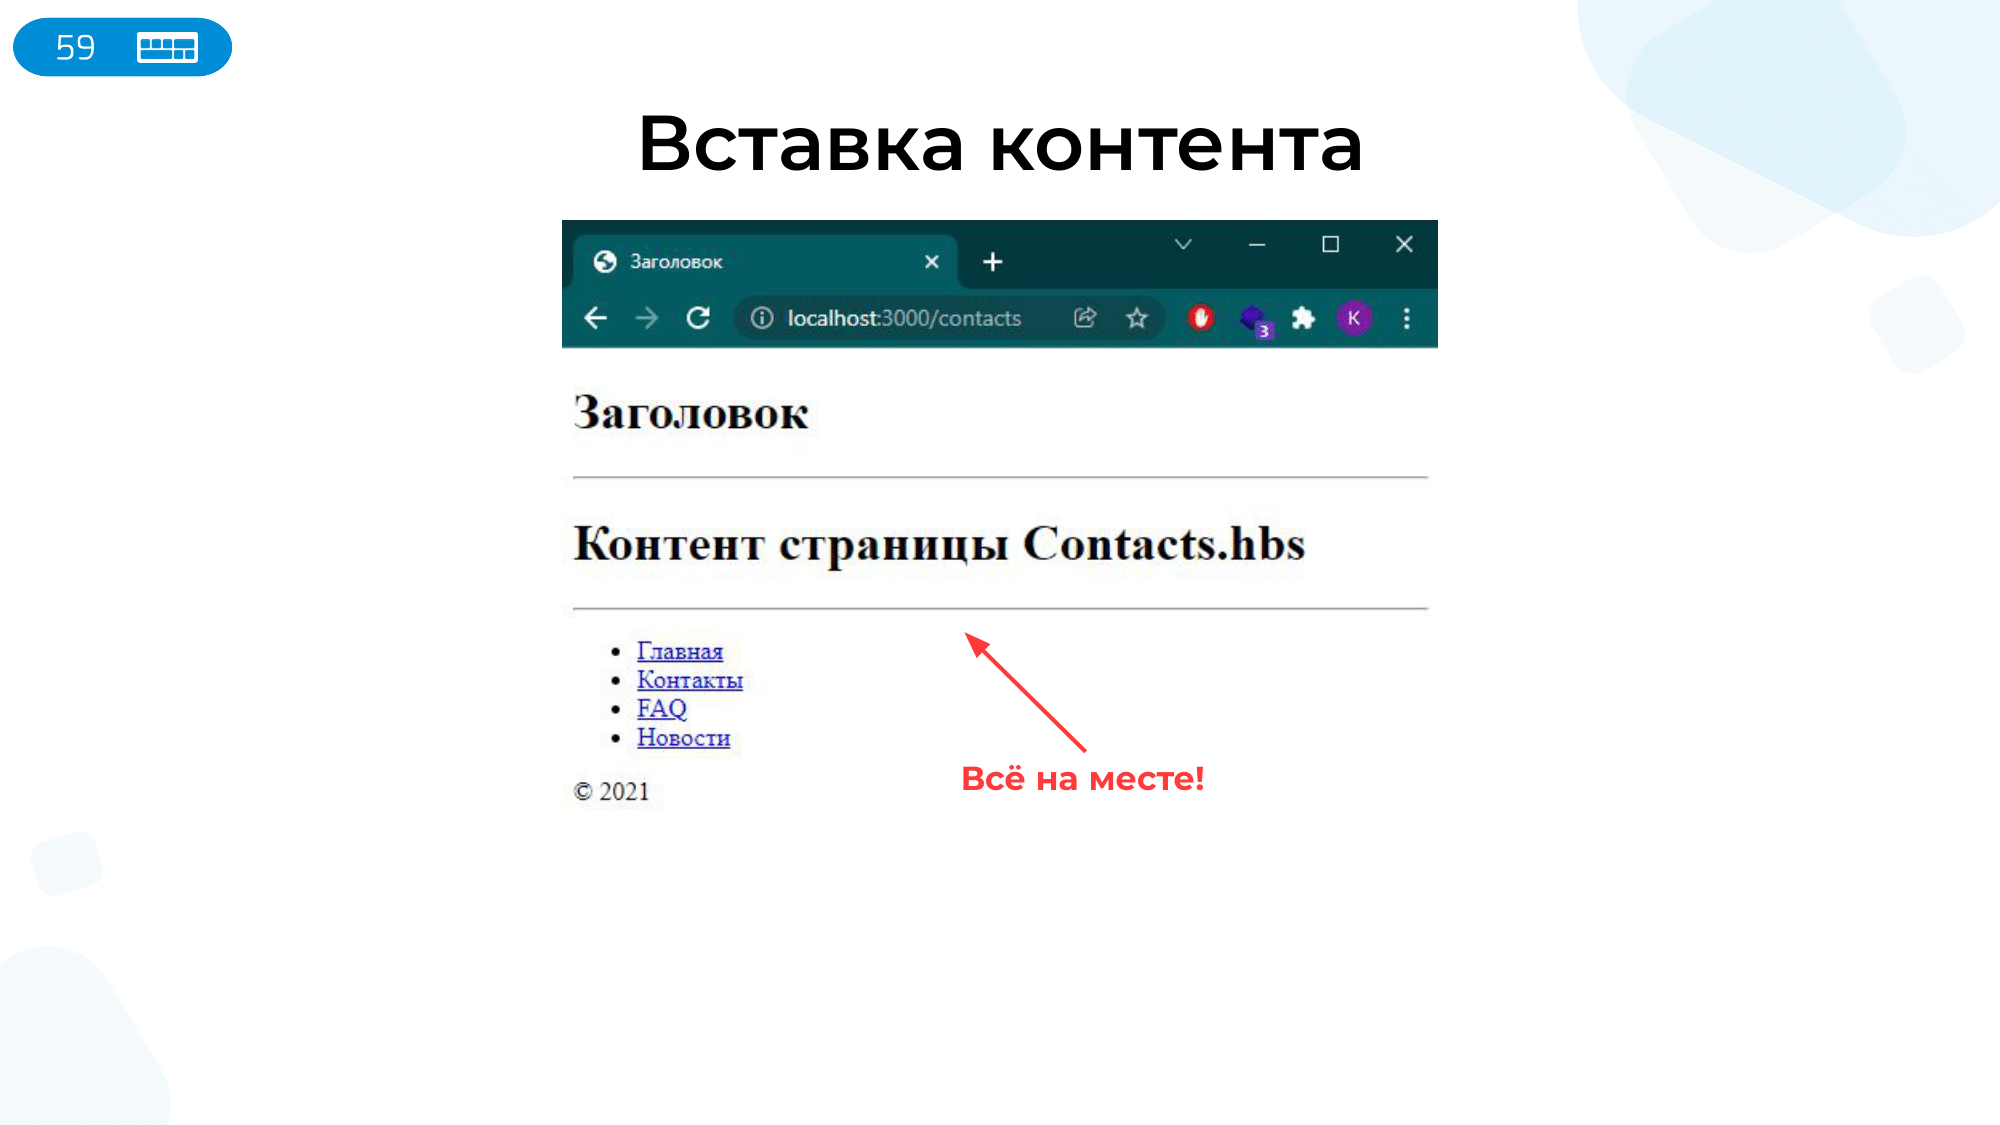 59
Вставка контента
Заголовок
localhost:3000/contacts
3
K
Заголовок
Контент страницы Contacts.hbs
Главная
Контакты
FAQ
Новости
Всё на месте!
© 2021